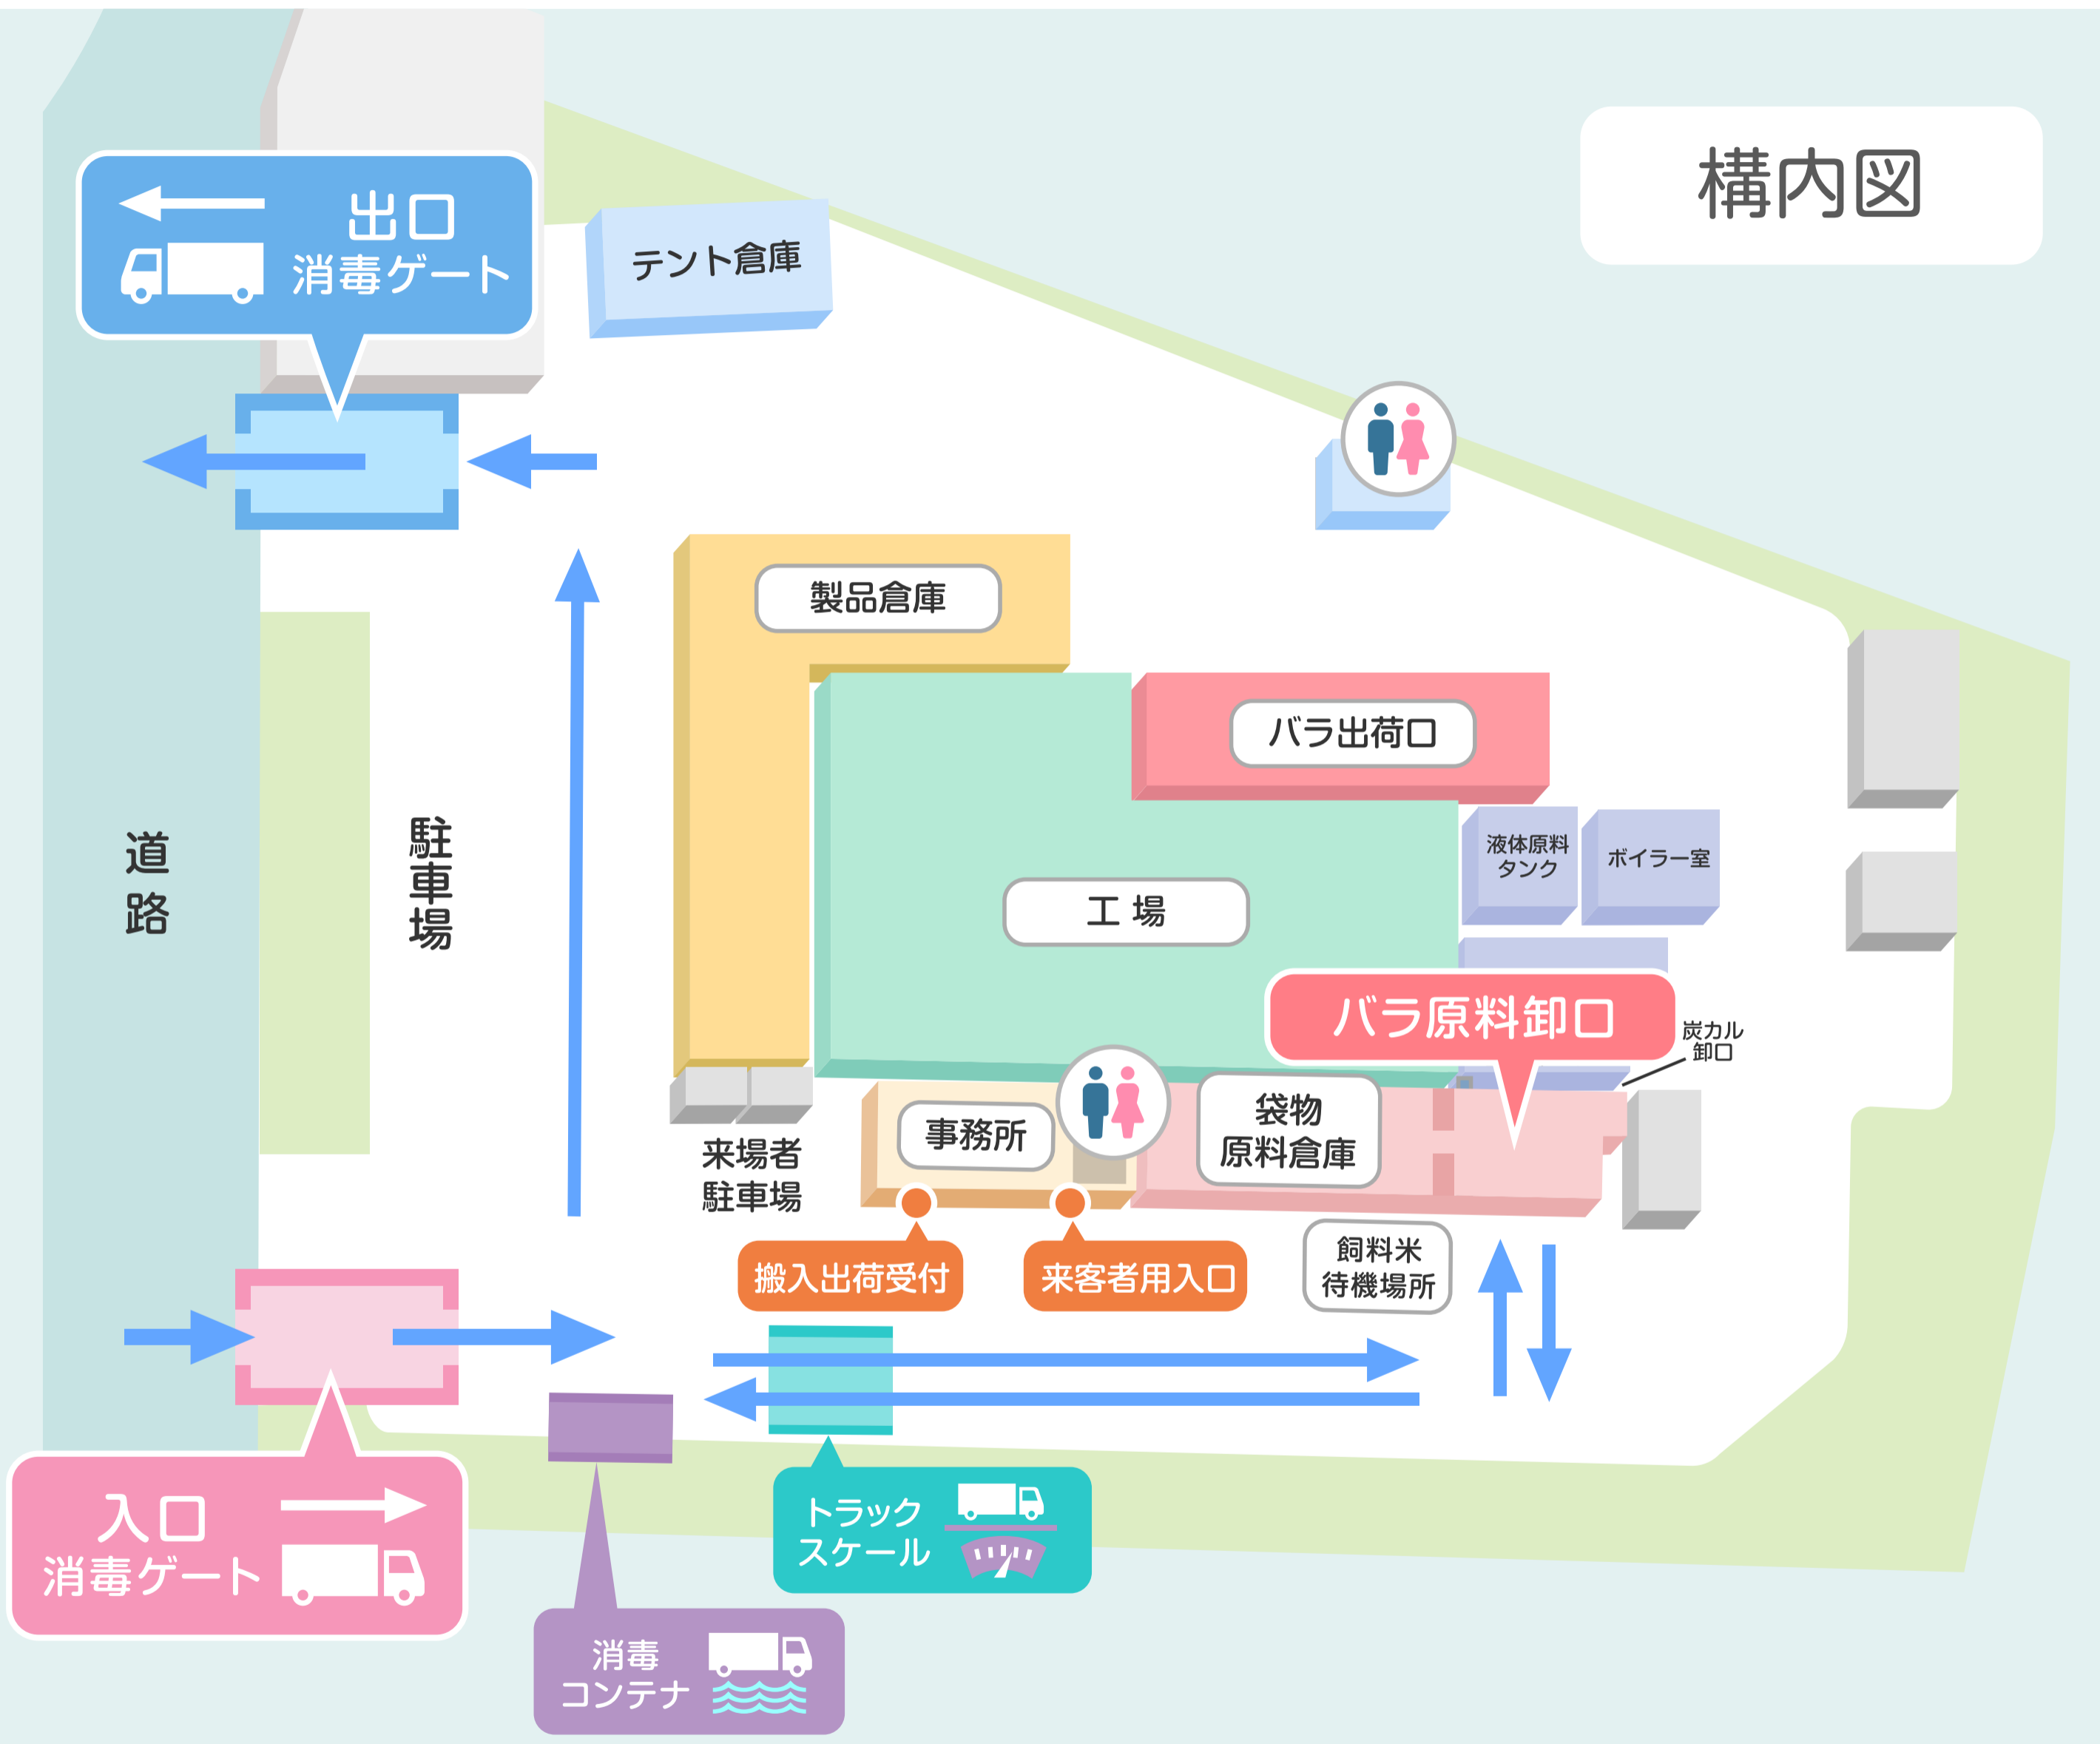 構内図
出口
消毒ゲート
テント倉庫
製品倉庫
バラ出荷口
道路
駐車場
液体原料
タンク
ボイラー室
工場
バラ原料卸口
炭カル
卸口
事務所
穀物
原料倉庫
来場者
駐車場
搬入出荷受付
来客者用入口
飼料米
待機場所
入口
消毒ゲート
トラック
スケール
消毒
コンテナ